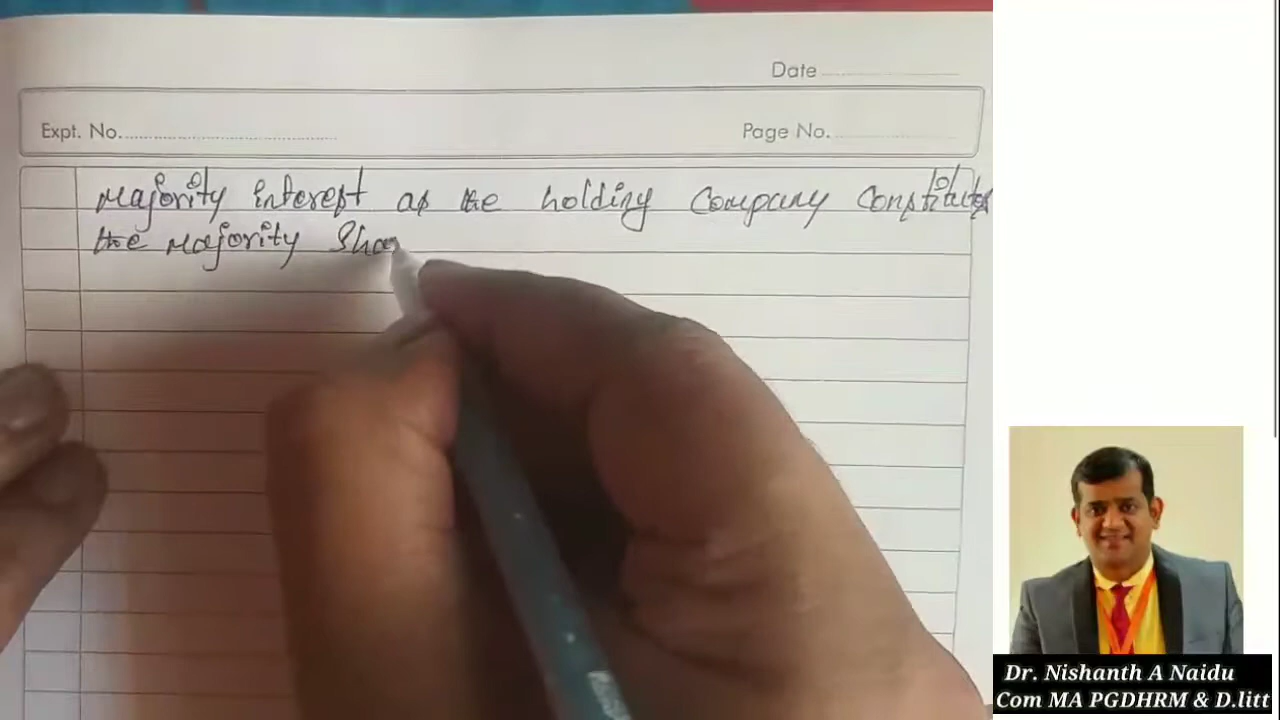 Date
Expt. No.
Page No.
Majority interest as the holding Company Constitutes
the Majority Sha
Dr. Nishanth A Naidu
Com MA PGDHRM & D.litt